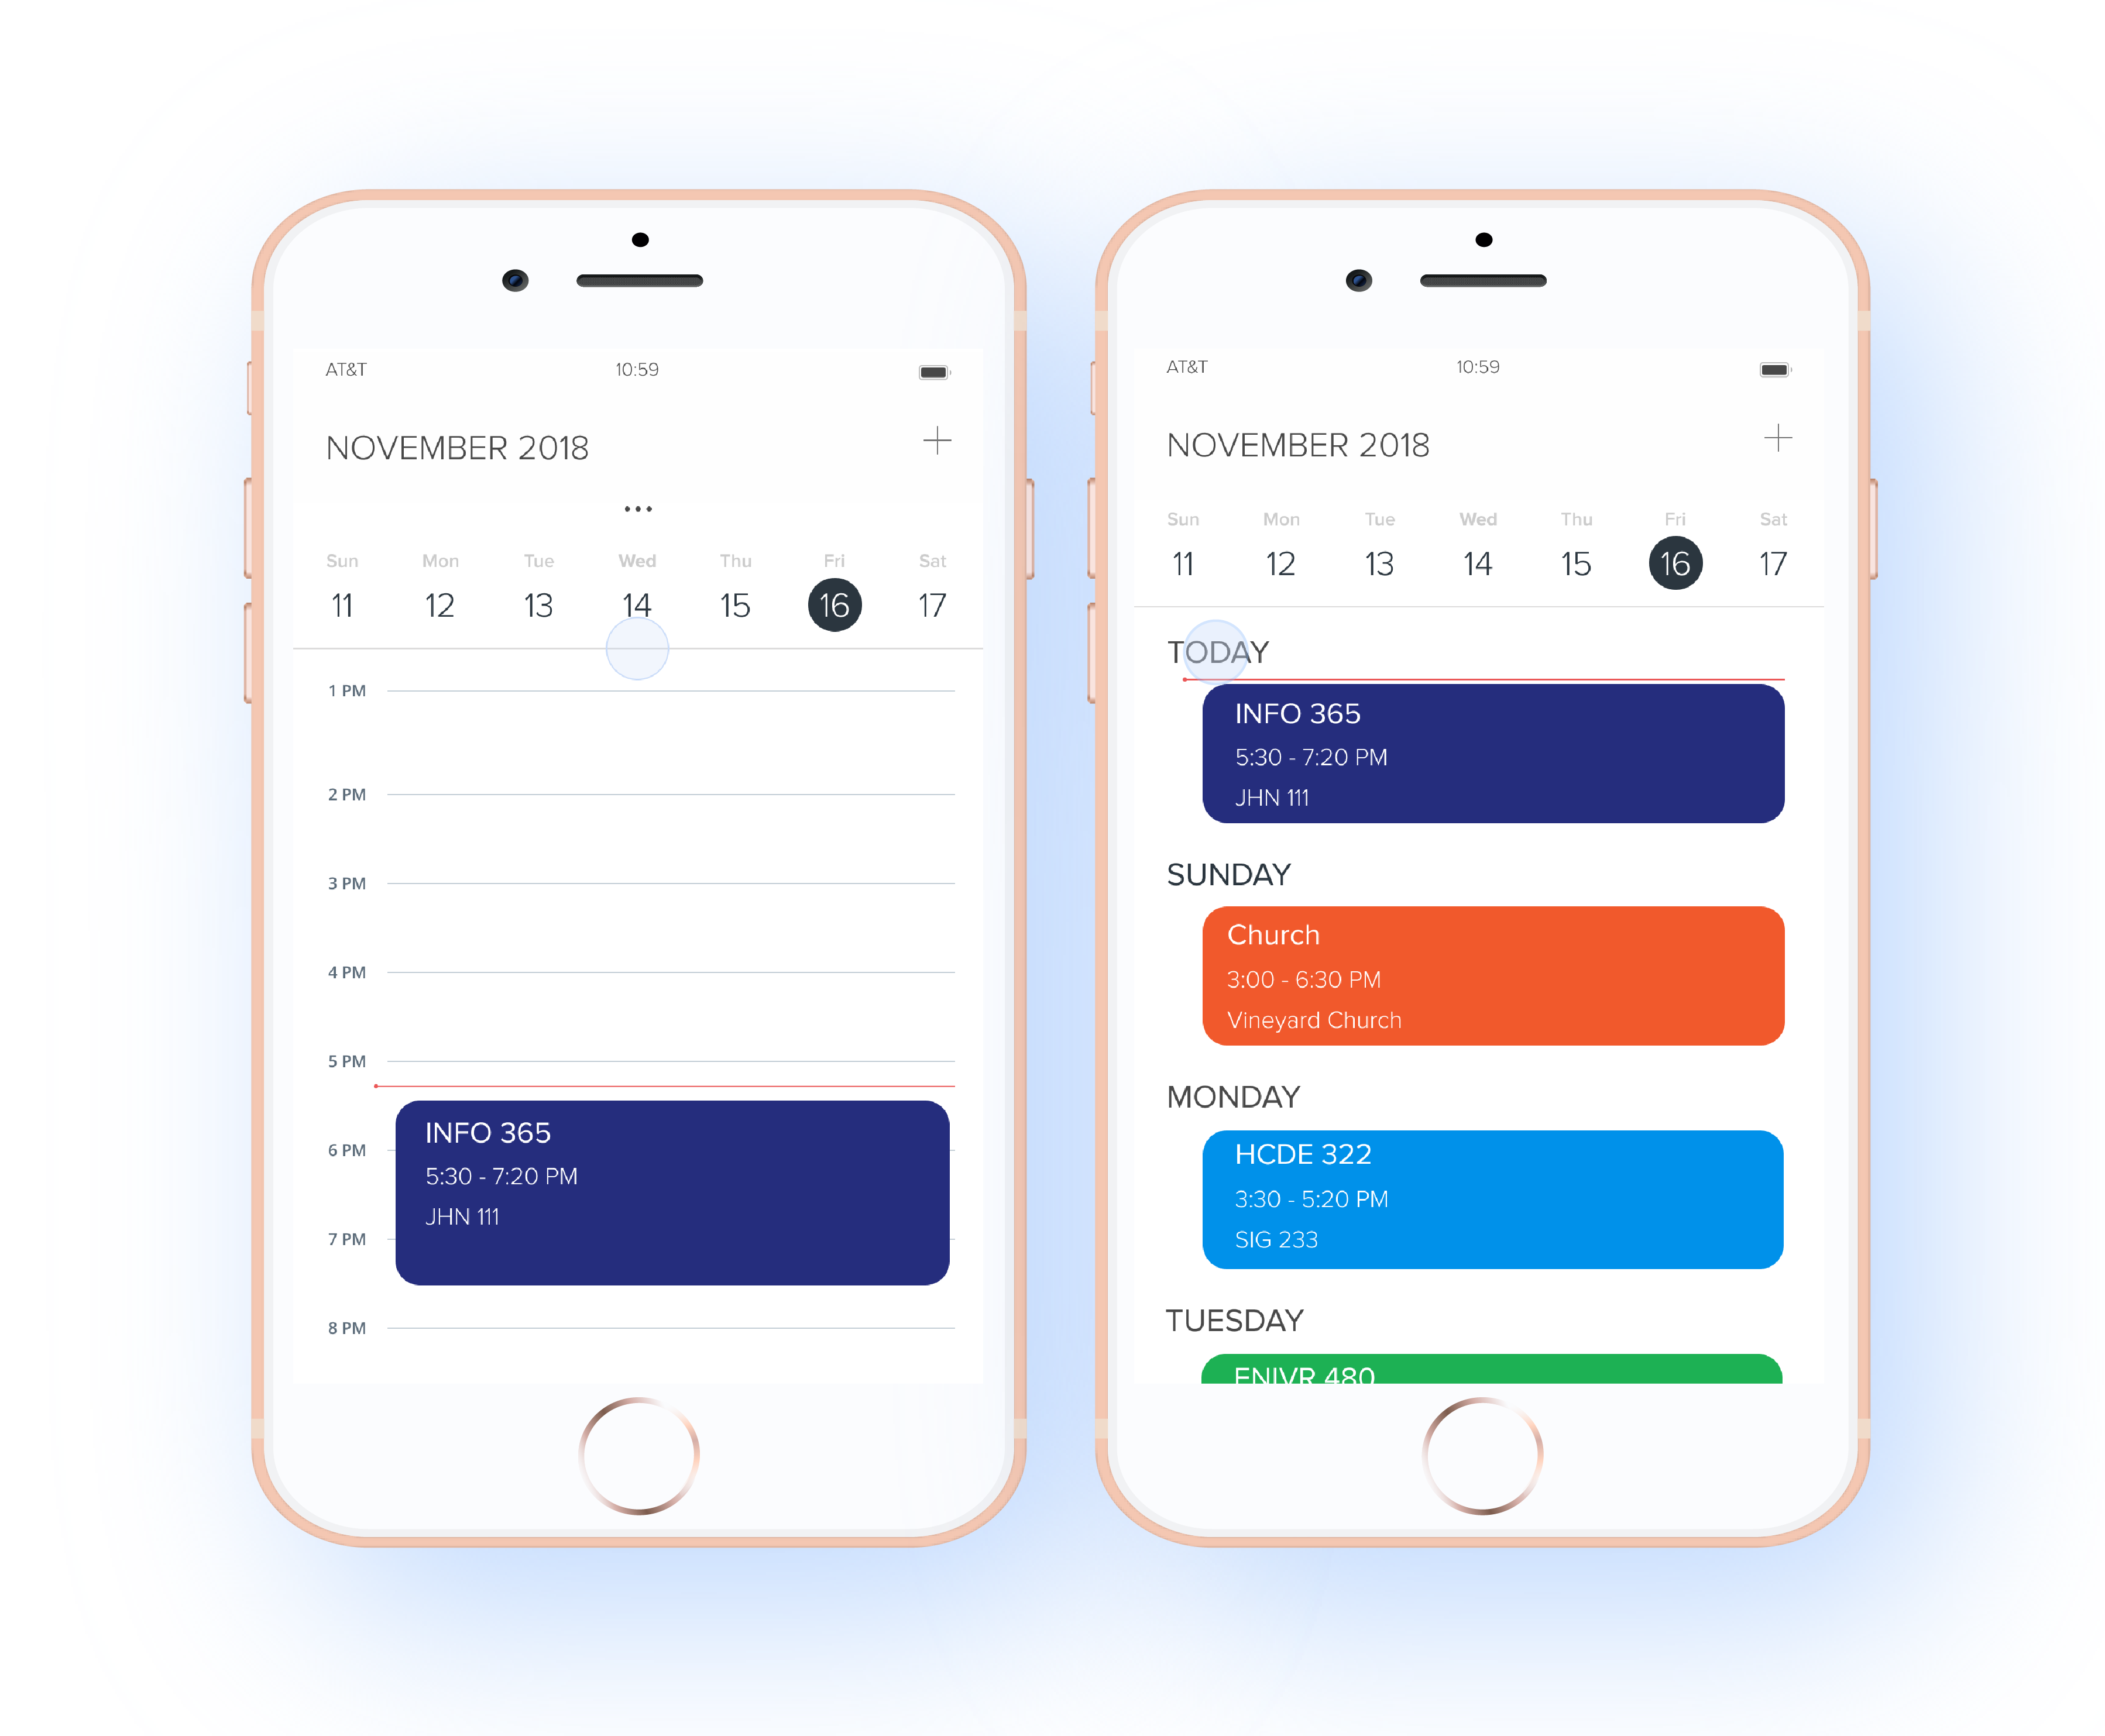 AT&T 10:59
NOVEMBER 2018
...
Sun Mon Tue Wed Thu Fri Sat
11 12 13 14 15 16 17
1 PM
2 PM
3 PM
4 PM
5 PM
INFO 365
6 PM
5:30 - 7:20 PM
JHN 111
7 PM
8 PM
AT&T 10:59
NOVEMBER 2018
Sun Mon Tue Wed Thu Fri Sat
11 12 13 14 15 16 17
TODAY
INFO 365
5:30 - 7:20 PM
JHN 111
SUNDAY
Church
3:00 - 6:30 PM
Vineyard Church
MONDAY
HCDE 322
3:30 - 5:20 PM
SIG 233
TUESDAY
ENIVR 480